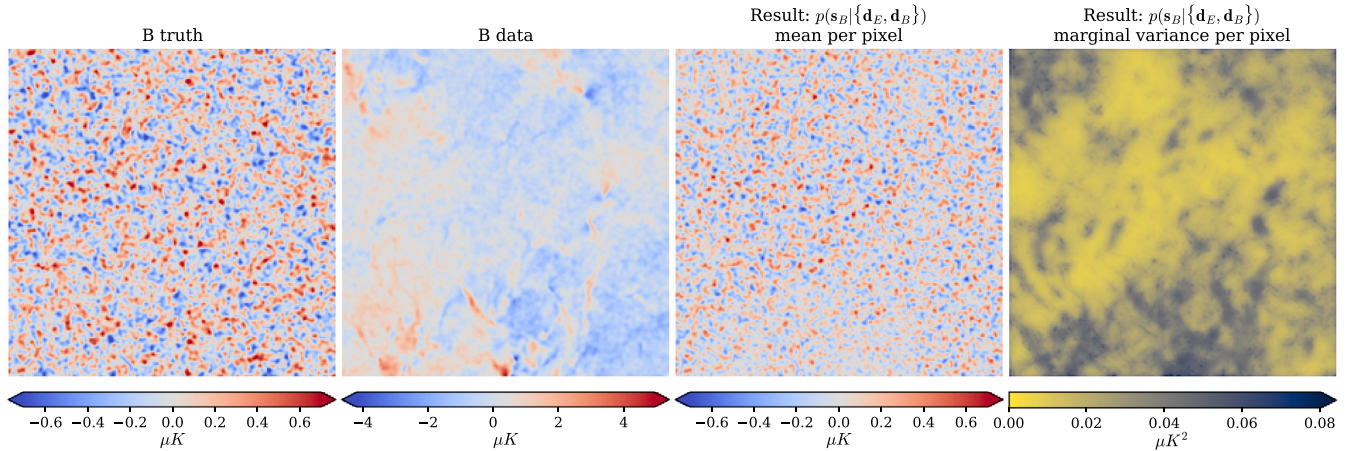 B truth
−0.6 −0.4 −0.2 0.0 0.2 0.4 0.6
μK
B data
−4 −2 0 2 4
μK
Result: p(s_B|{d_E, d_B})
mean per pixel
−0.6 −0.4 −0.2 0.0 0.2 0.4 0.6
μK
Result: p(s_B|{d_E, d_B})
marginal variance per pixel
0.00 0.02 0.04 0.06 0.08
μK²